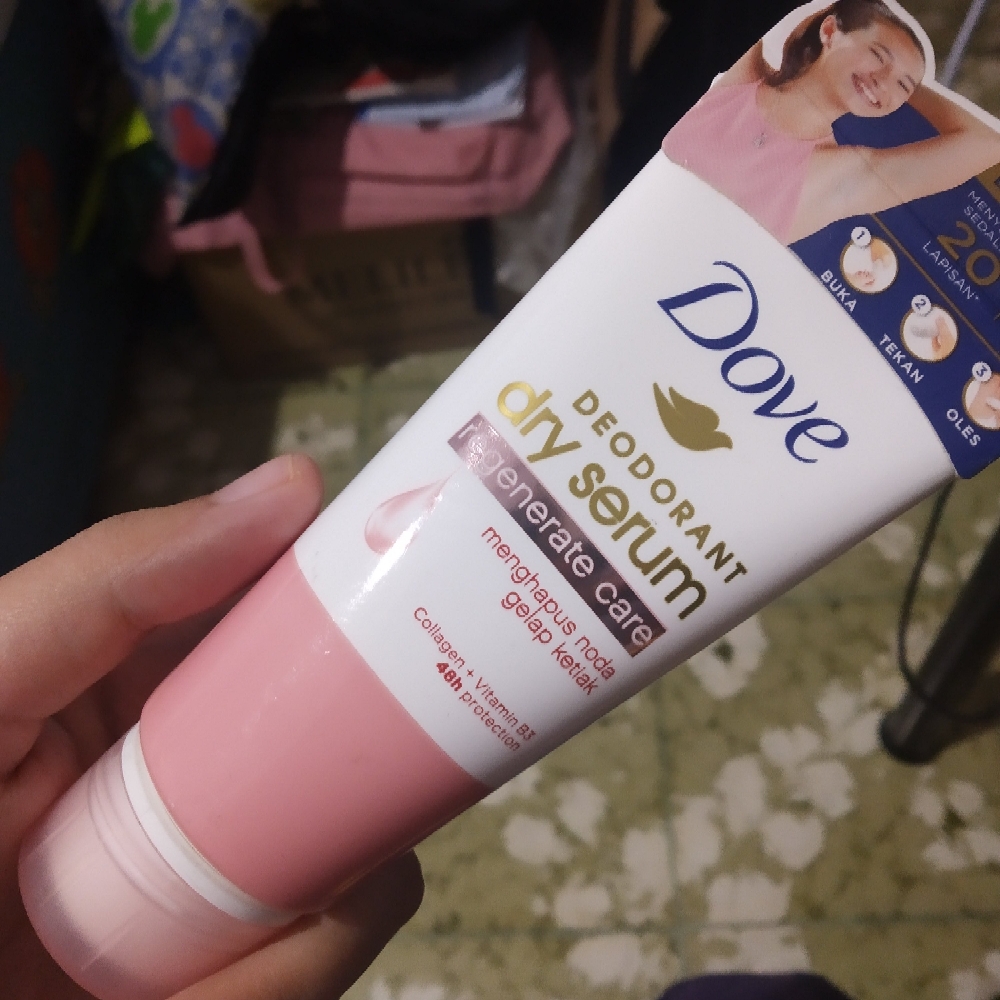 Dove
DEODORANT
dry serum
regenerate care
menghapus noda
gelap ketiak
Collagen + Vitamin B3
48h protection
20
LAPISAN*
1
BUKA
2
TEKAN
3
OLES